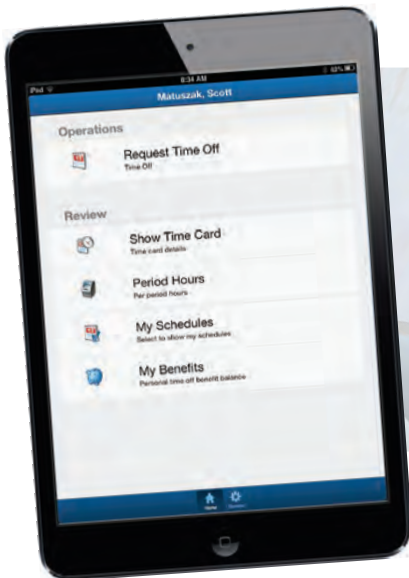 iPad
8:34 AM
Matuszak, Scott
Operations
Request Time Off
Time Off
Review
Show Time Card
Time card details
Period Hours
Per period hours
My Schedules
Select to show my schedules
My Benefits
Personal time off benefit balance
Home